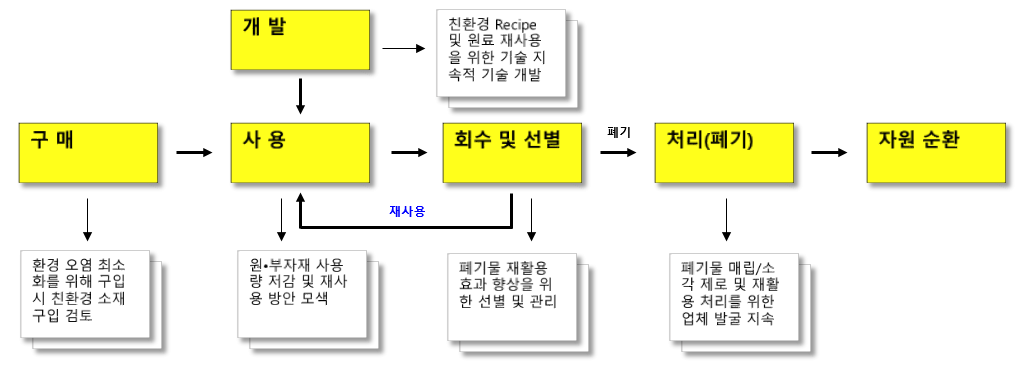 개 발
친환경 Recipe
및 원료 재사용
을 위한 기술 지
속적 기술 개발
구 매
사 용
회수 및 선별
폐기
처리(폐기)
자원 순환
재사용
환경 오염 최소
화를 위해 구입
시 친환경 소재
구입 검토
원•부자재 사용
량 저감 및 재사
용 방안 모색
폐기물 재활용
효과 향상을 위
한 선별 및 관리
폐기물 매립/소
각 제로 및 재활
용 처리를 위한
업체 발굴 지속